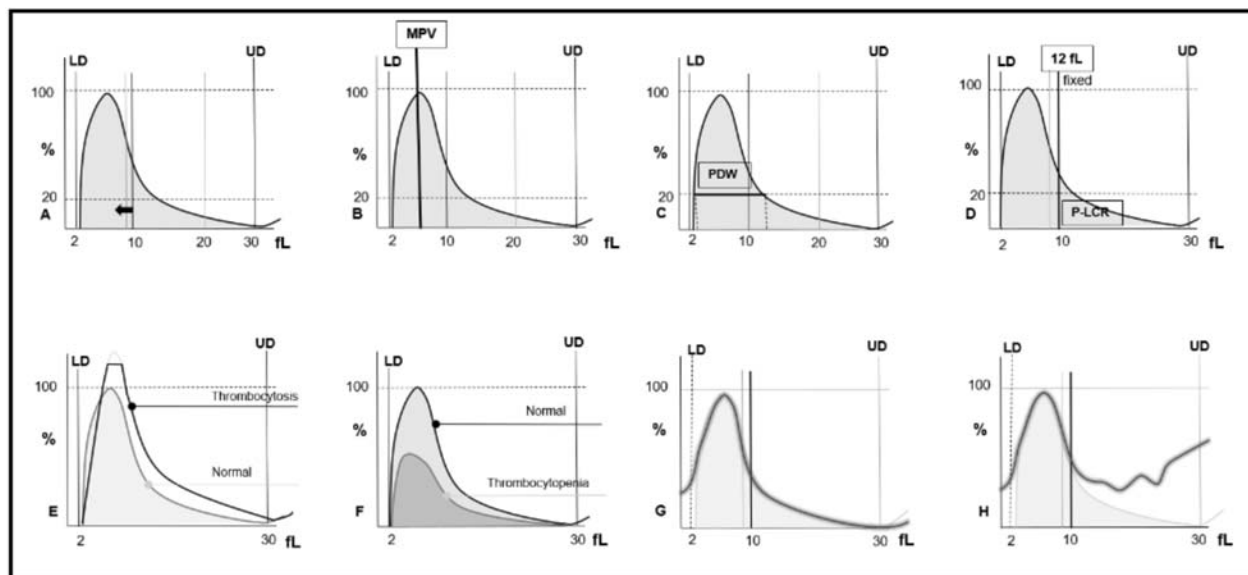 MPV
LD
UD
100
%
20
A
2
10
20
30
fL
LD
UD
100
%
20
B
2
10
30
fL
LD
UD
100
%
PDW
20
C
2
10
20
30
fL
LD
12 fL
fixed
UD
100
%
20
P-LCR
D
2
10
30
fL
LD
UD
100
Thrombocytosis
%
Normal
E
2
30
fL
LD
UD
100
Normal
%
Thrombocytopenia
F
2
30
fL
LD
UD
100
%
G
2
10
30
fL
LD
UD
100
%
H
2
10
30
fL